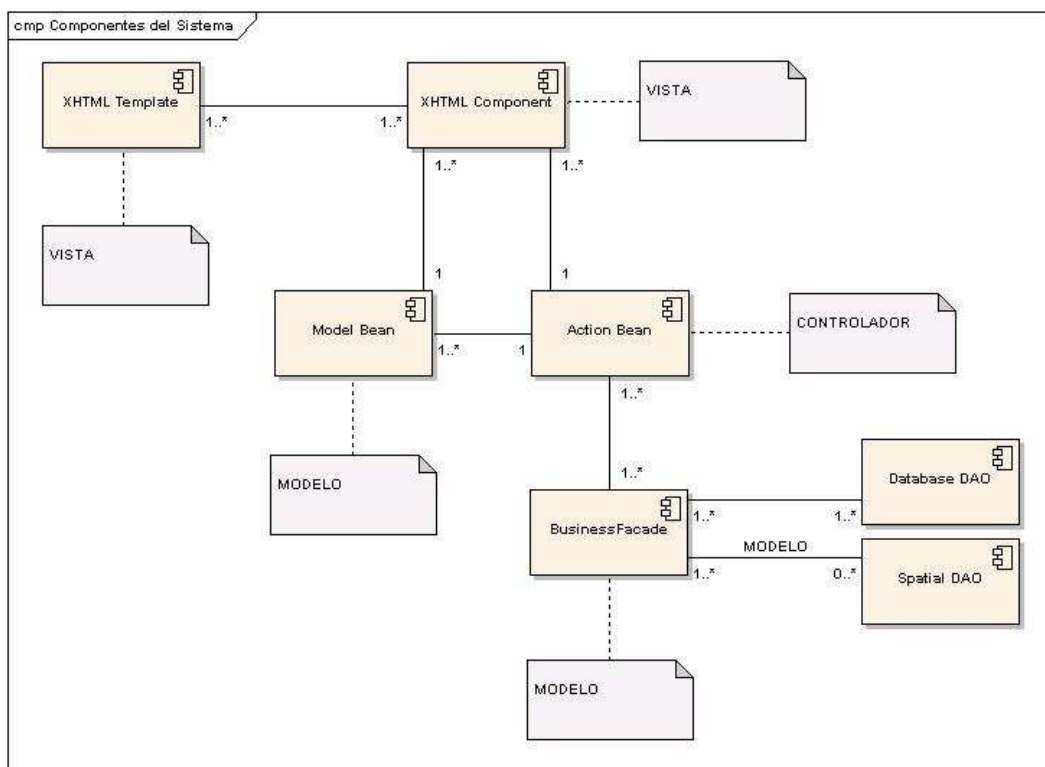 cmp Componentes del Sistema
XHTML Template
XHTML Component
VISTA
1..*
1..*
1..*
1..*
VISTA
1
1
Model Bean
Action Bean
CONTROLADOR
1..*
1
1..*
MODELO
1..*
Database DAO
BusinessFacade
1..*
1..*
MODELO
1..*
0..*
Spatial DAO
MODELO